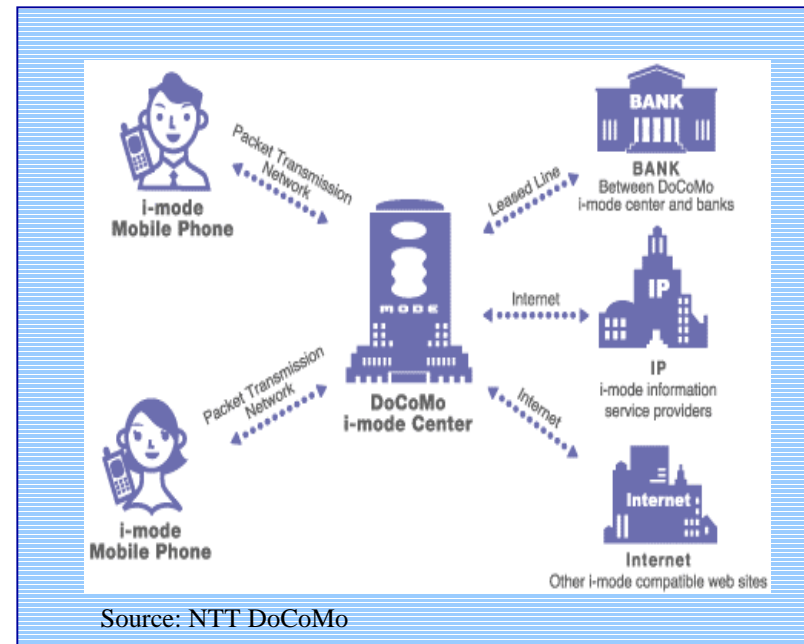 Packet Transmission
Network
i-mode
Mobile Phone
Packet Transmission
Network
i-mode
Mobile Phone
MODE
DoCoMo
i-mode Center
Leased Line
BANK
BANK
Between DoCoMo
i-mode center and banks
Internet
IP
IP
i-mode information
service providers
Internet
Internet
Internet
Other i-mode compatible web sites
Source: NTT DoCoMo